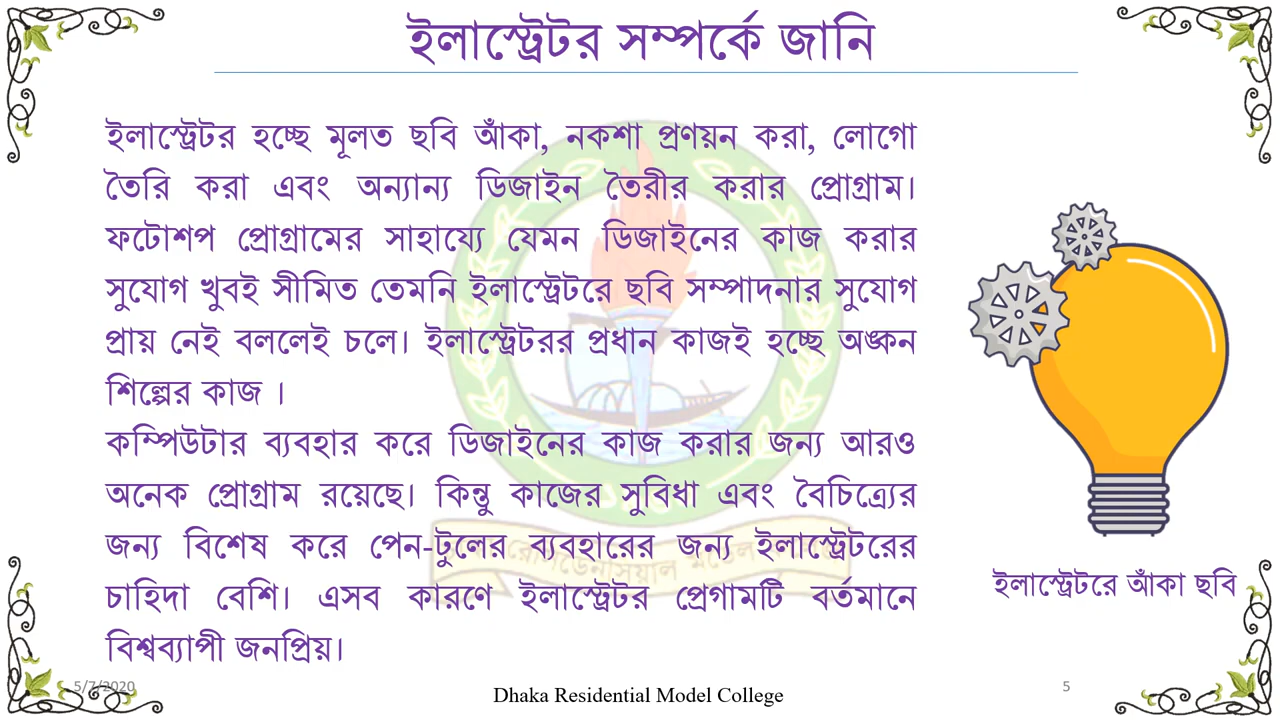 ইলাস্ট্রেটর সম্পর্কে জানি
ইলাস্ট্রেটর হচ্ছে মূলত ছবি আঁকা, নকশা প্রণয়ন করা, লোগো
তৈরি করা এবং অন্যান্য ডিজাইন তৈরীর করার প্রোগ্রাম।
ফটোশপ প্রোগ্রামের সাহায্যে যেমন ডিজাইনের কাজ করার
সুযোগ খুবই সীমিত তেমনি ইলাস্ট্রেটরে ছবি সম্পাদনার সুযোগ
প্রায় নেই বললেই চলে। ইলাস্ট্রেটরর প্রধান কাজই হচ্ছে অঙ্কন
শিল্পের কাজ ।
কম্পিউটার ব্যবহার করে ডিজাইনের কাজ করার জন্য আরও
অনেক প্রোগ্রাম রয়েছে। কিন্তু কাজের সুবিধা এবং বৈচিত্র্যের
জন্য বিশেষ করে পেন-টুলের ব্যবহারের জন্য ইলাস্ট্রেটরের
চাহিদা বেশি। এসব কারণে ইলাস্ট্রেটর প্রেগামটি বর্তমানে
বিশ্বব্যাপী জনপ্রিয়।
ইলাস্ট্রেটরে আঁকা ছবি
5/7/2020
Dhaka Residential Model College
5